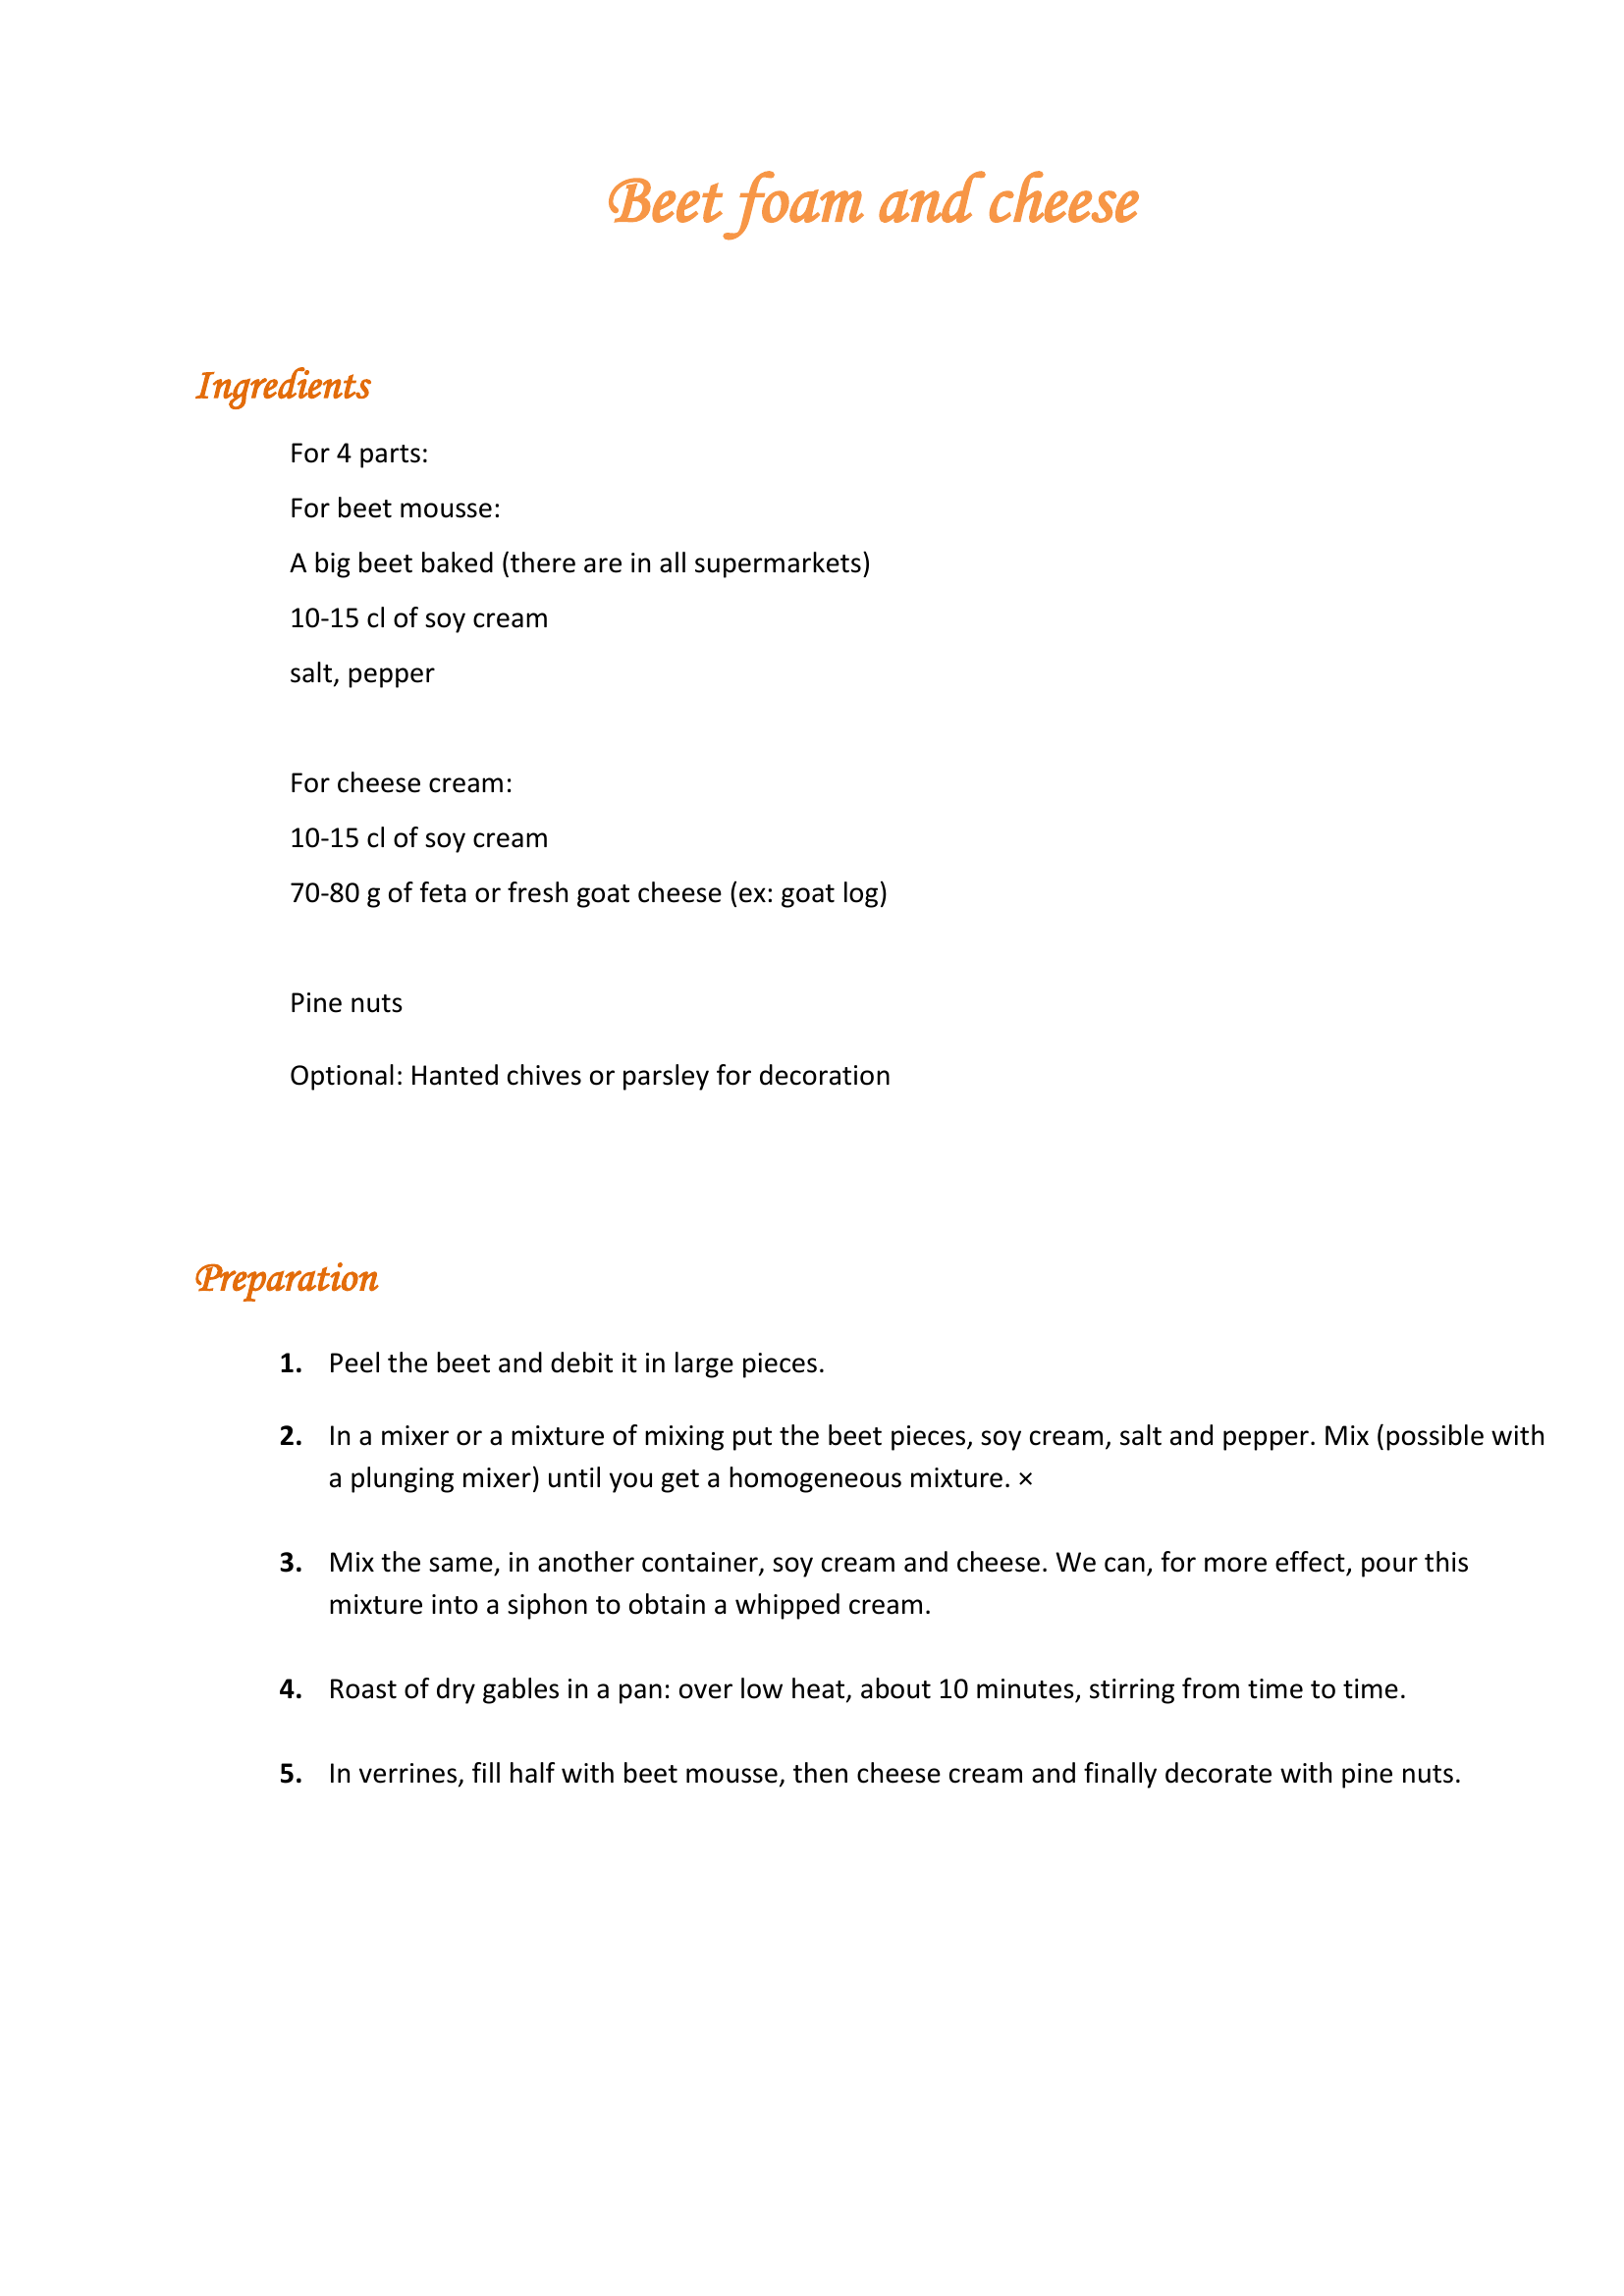 Beet foam and cheese
Ingredients
For 4 parts:
For beet mousse:
A big beet baked (there are in all supermarkets)
10-15 cl of soy cream
salt, pepper
For cheese cream:
10-15 cl of soy cream
70-80 g of feta or fresh goat cheese (ex: goat log)
Pine nuts
Optional: Hanted chives or parsley for decoration
Preparation
1. Peel the beet and debit it in large pieces.
2. In a mixer or a mixture of mixing put the beet pieces, soy cream, salt and pepper. Mix (possible with
a plunging mixer) until you get a homogeneous mixture. ×
3. Mix the same, in another container, soy cream and cheese. We can, for more effect, pour this
mixture into a siphon to obtain a whipped cream.
4. Roast of dry gables in a pan: over low heat, about 10 minutes, stirring from time to time.
5. In verrines, fill half with beet mousse, then cheese cream and finally decorate with pine nuts.